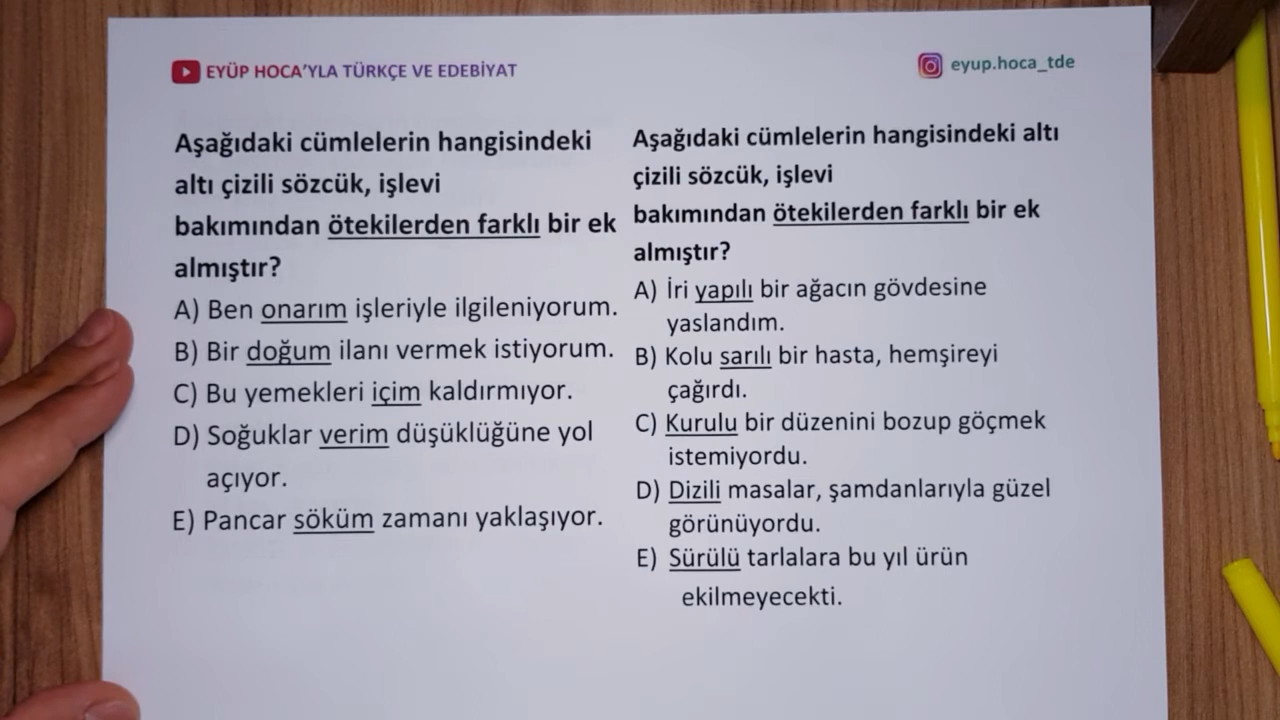 EYÜP HOCA'YLA TÜRKÇE VE EDEBİYAT
eyup.hoca_tde
Aşağıdaki cümlelerin hangisindeki
altı çizili sözcük, işlevi
bakımından ötekilerden farklı bir ek
almıştır?
A) Ben onarım işleriyle ilgileniyorum.
B) Bir doğum ilanı vermek istiyorum.
C) Bu yemekleri içim kaldırmıyor.
D) Soğuklar verim düşüklüğüne yol
açıyor.
E) Pancar söküm zamanı yaklaşıyor.
Aşağıdaki cümlelerin hangisindeki altı
çizili sözcük, işlevi
bakımından ötekilerden farklı bir ek
almıştır?
A) İri yapılı bir ağacın gövdesine
yaslandım.
B) Kolu sarılı bir hasta, hemşireyi
çağırdı.
C) Kurulu bir düzenini bozup göçmek
istemiyordu.
D) Dizili masalar, şamdanlarıyla güzel
görünüyordu.
E) Sürülü tarlalara bu yıl ürün
ekilmeyecekti.